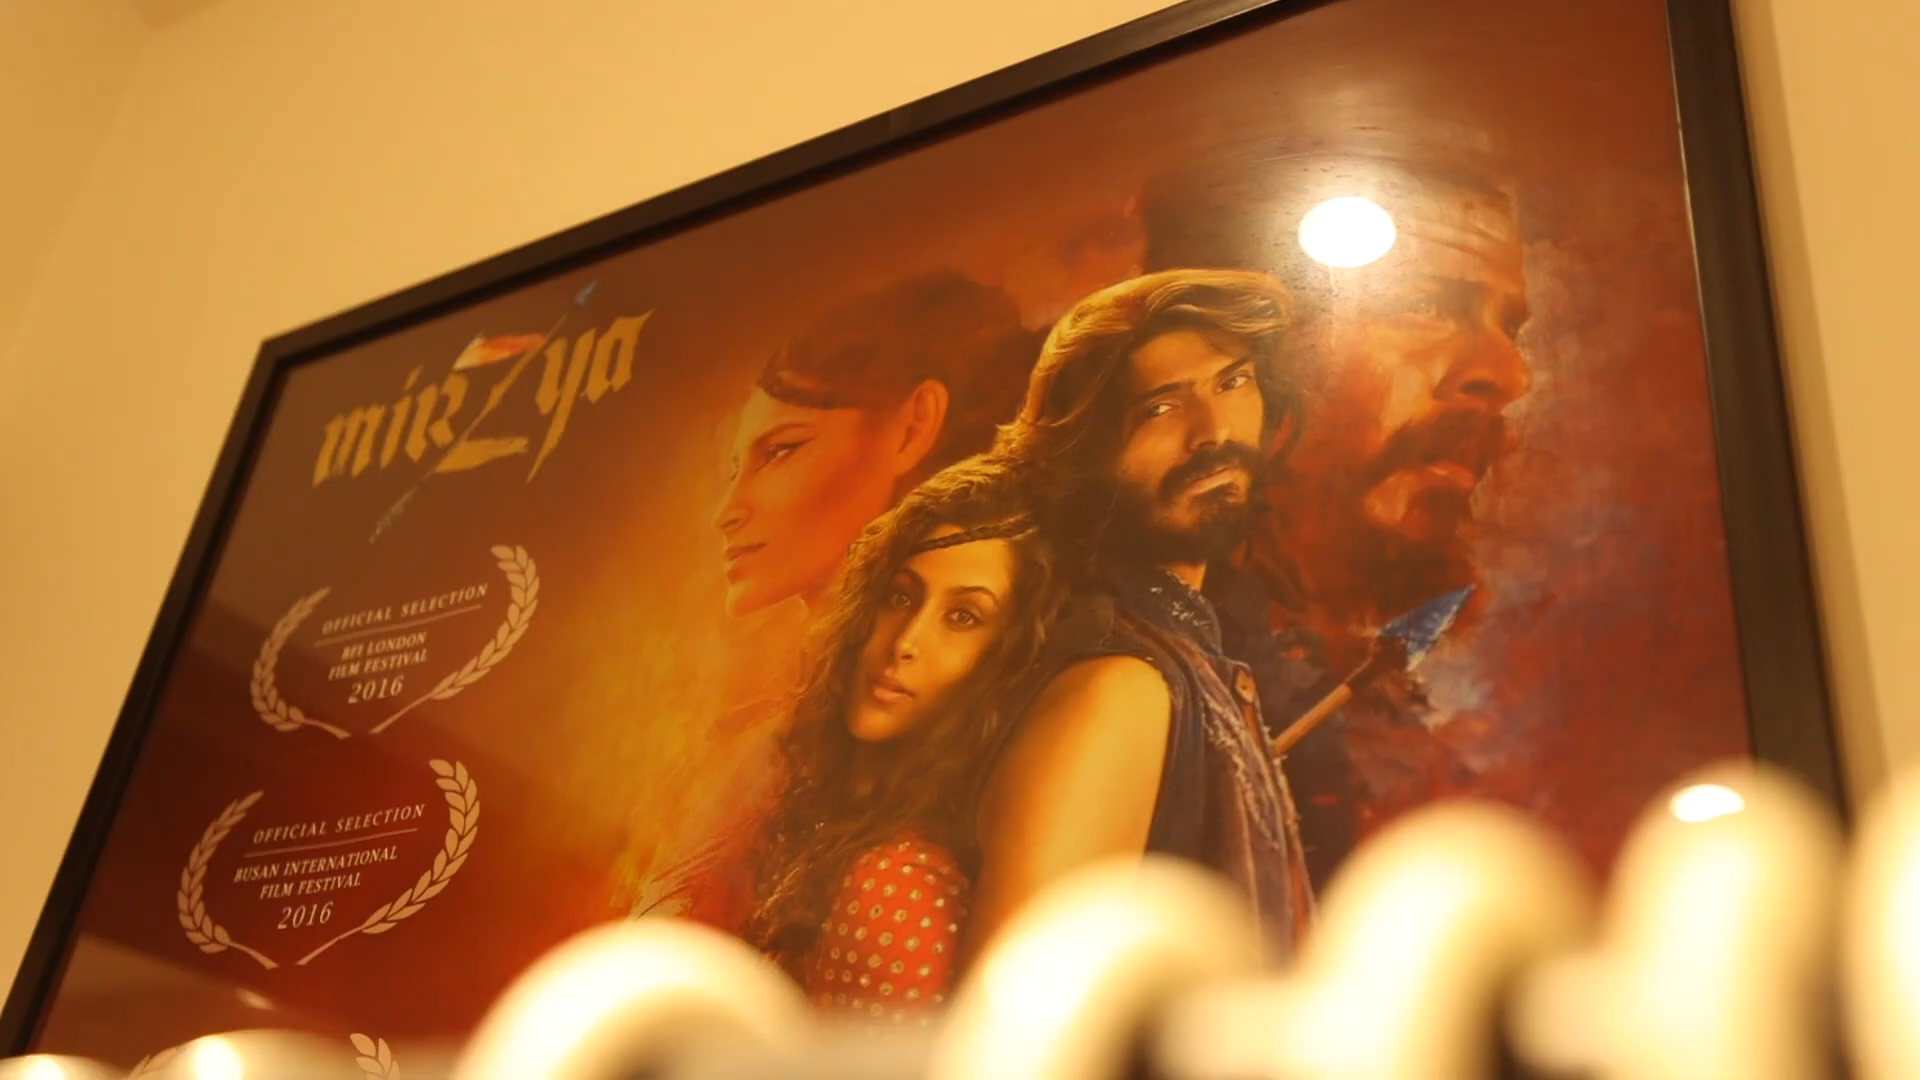 mirzya
OFFICIAL SELECTION
BFI LONDON
FILM FESTIVAL
2016
OFFICIAL SELECTION
BUSAN INTERNATIONAL
FILM FESTIVAL
2016